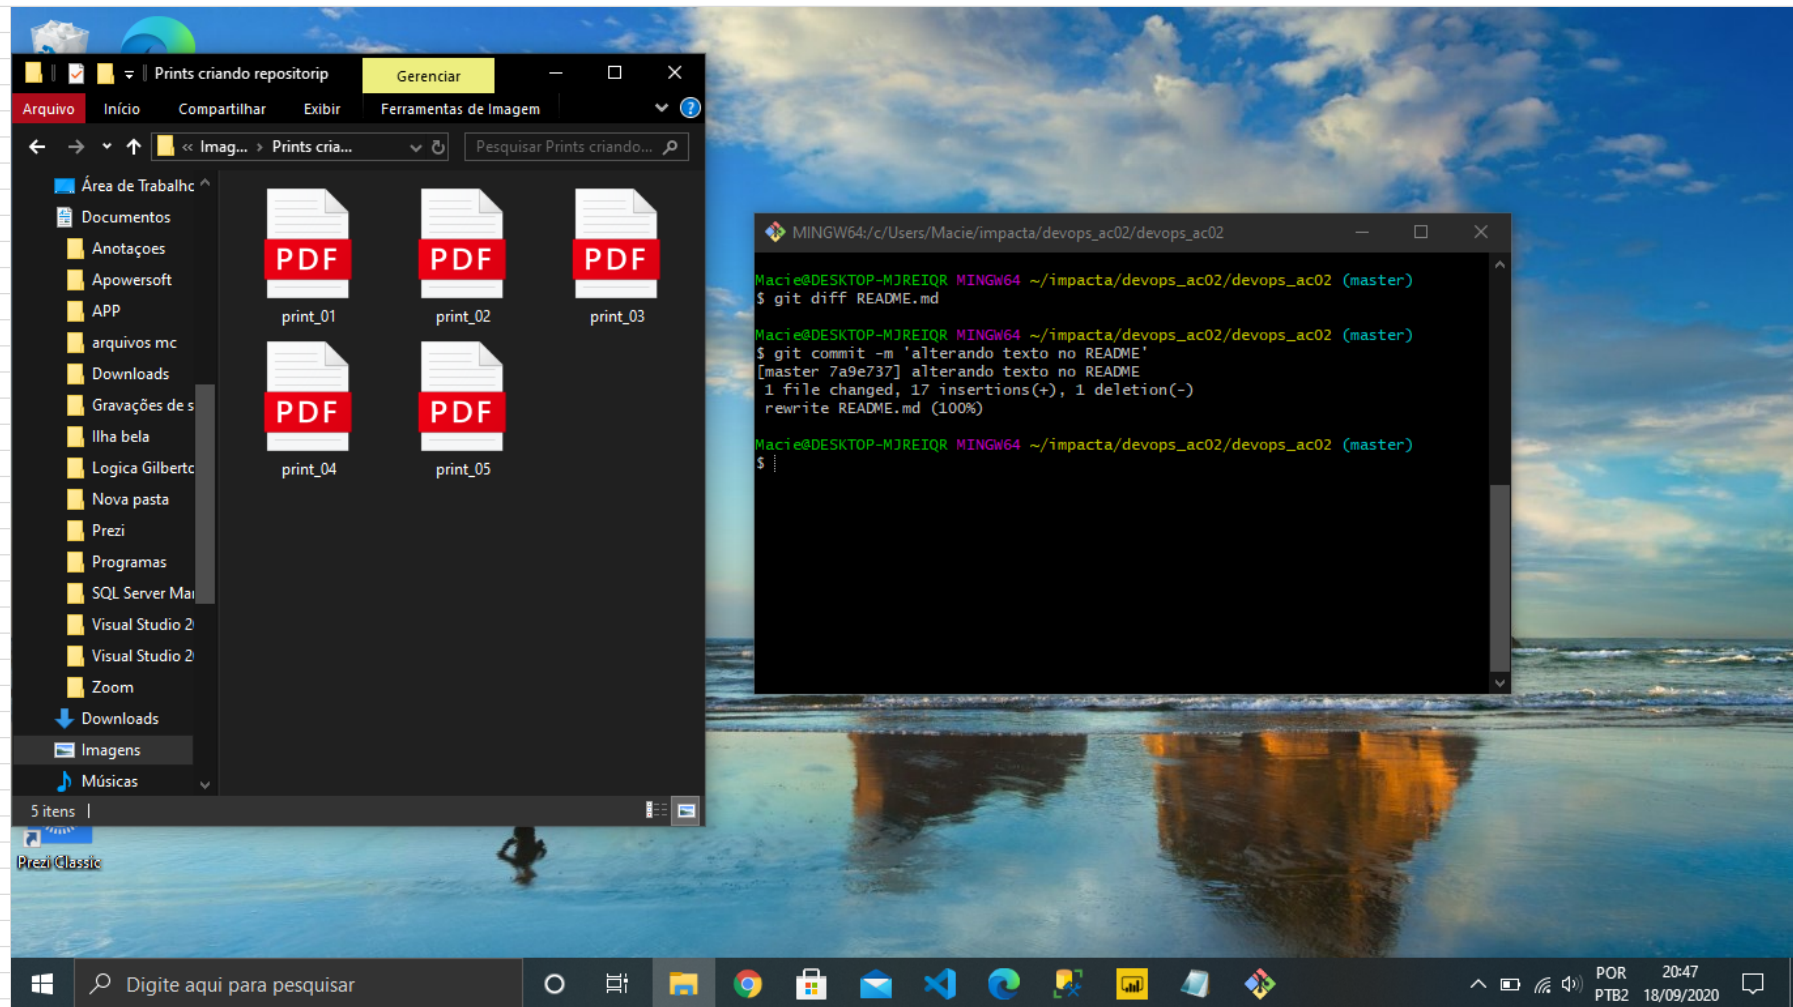 Prints criando repositorip
Gerenciar
Arquivo
Início
Compartilhar
Exibir
Ferramentas de Imagem
?
« Imag... › Prints cria...
Pesquisar Prints criando...
Área de Trabalho
Documentos
Anotaçoes
Apowersoft
APP
arquivos mc
Downloads
Gravações de s
Ilha bela
Logica Gilberto
Nova pasta
Prezi
Programas
SQL Server Mar
Visual Studio 2
Visual Studio 2
Zoom
Downloads
Imagens
Músicas
PDF
PDF
PDF
print_01
print_02
print_03
PDF
PDF
print_04
print_05
5 itens
Prezi Classic
MINGW64:/c/Users/Macie/impacta/devops_ac02/devops_ac02
Macie@DESKTOP-MJREIQR MINGW64 ~/impacta/devops_ac02/devops_ac02 (master)
$ git diff README.md
Macie@DESKTOP-MJREIQR MINGW64 ~/impacta/devops_ac02/devops_ac02 (master)
$ git commit -m 'alterando texto no README'
[master 7a9e737] alterando texto no README
1 file changed, 17 insertions(+), 1 deletion(-)
rewrite README.md (100%)
Macie@DESKTOP-MJREIQR MINGW64 ~/impacta/devops_ac02/devops_ac02 (master)
$
Digite aqui para pesquisar
POR
PTB2
20:47
18/09/2020